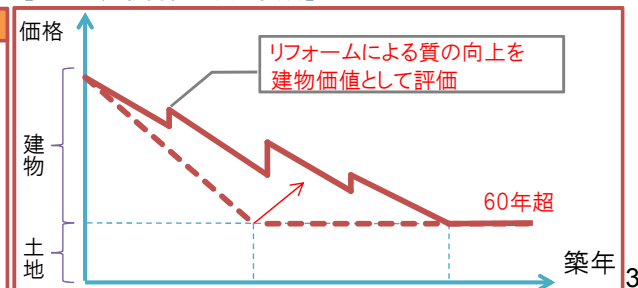 価格
リフォームによる質の向上を
建物価値として評価
建物
60年超
土地
築年
3